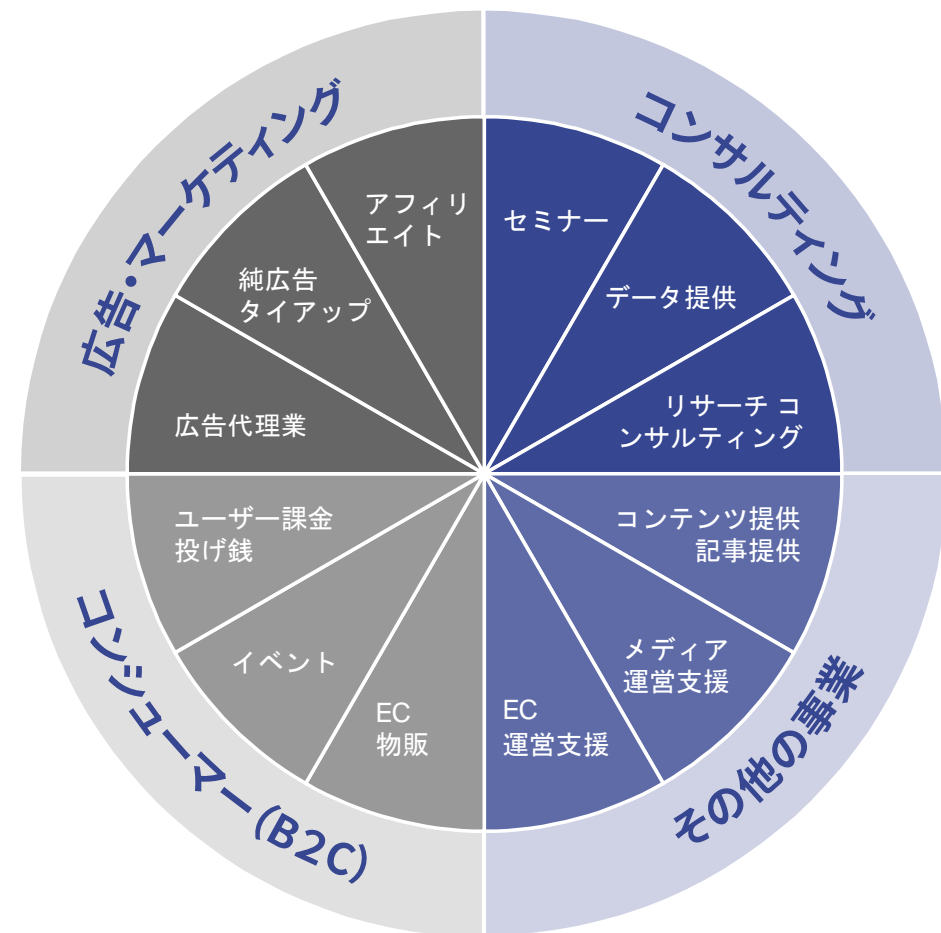 広告・マーケティング
アフィリ
エイト
純広告
タイアップ
広告代理業
コンサルティング
セミナー
データ提供
リサーチ コ
ンサルティング
コンシューマー(B2C)
ユーザー課金
投げ銭
イベント
EC
物販
その他の事業
コンテンツ提供
記事提供
メディア
運営支援
EC
運営支援